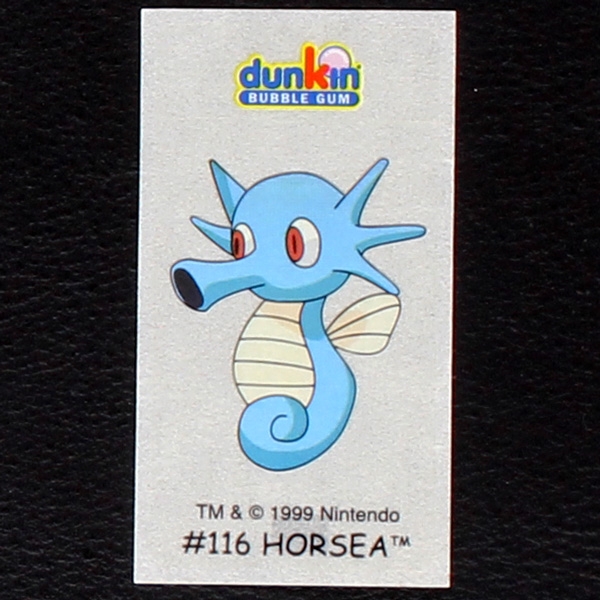 dunkin
BUBBLE GUM
TM & © 1999 Nintendo
#116 HORSEA™